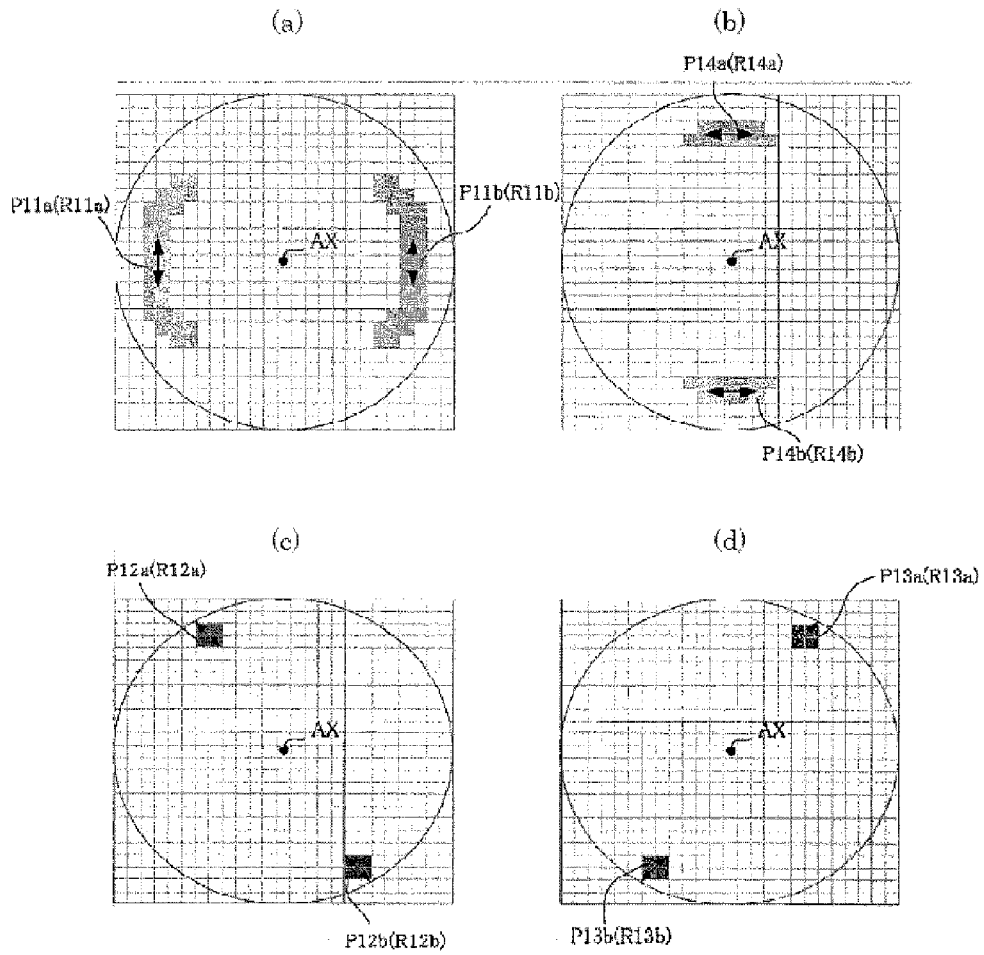 (a)
(b)
P14a(R14a)
P11a(R11a)
P11b(R11b)
AX
AX
P14b(R14b)
(c)
(d)
P12a(R12a)
P13a(R13a)
AX
AX
P12b(R12b)
P13b(R13b)